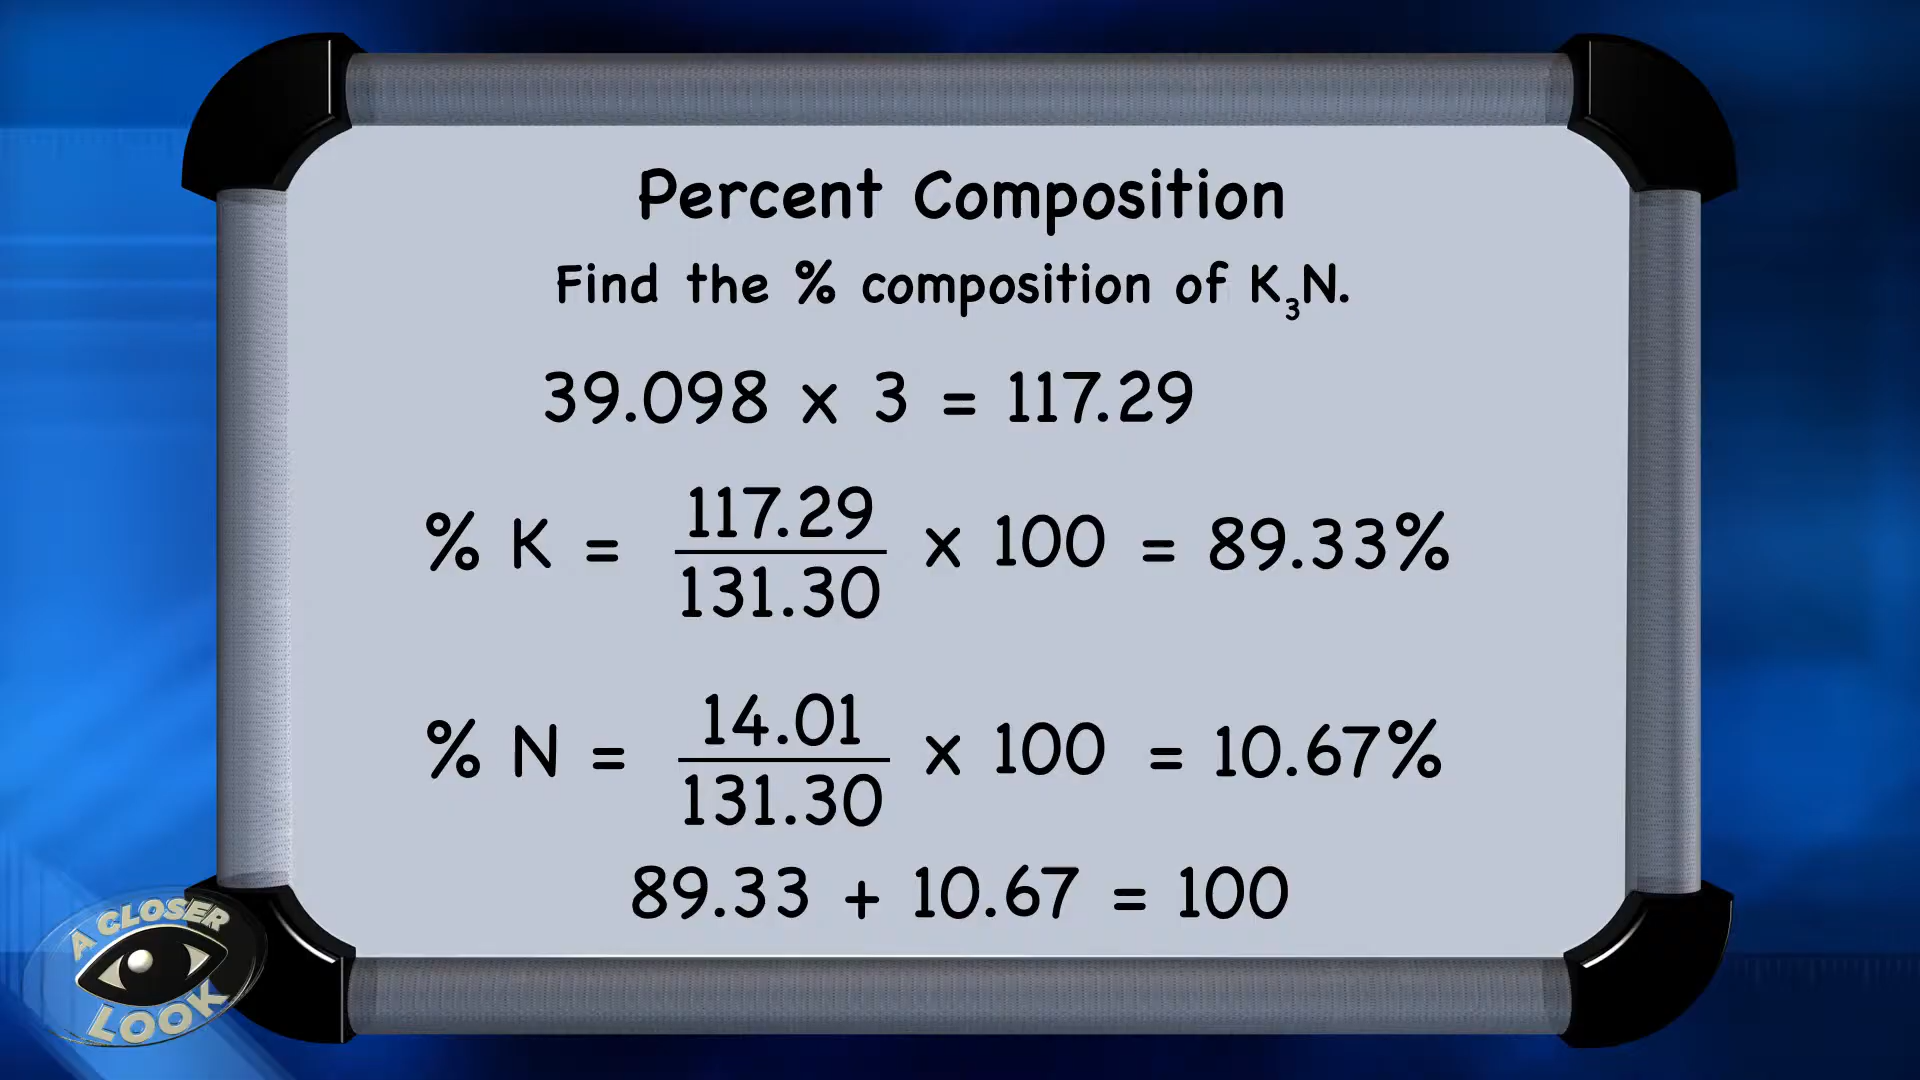 Percent Composition
Find the % composition of K₃N.
39.098 x 3 = 117.29
% K = 117.29/131.30 x 100 = 89.33%
% N = 14.01/131.30 x 100 = 10.67%
89.33 + 10.67 = 100
A CLOSER
LOOK